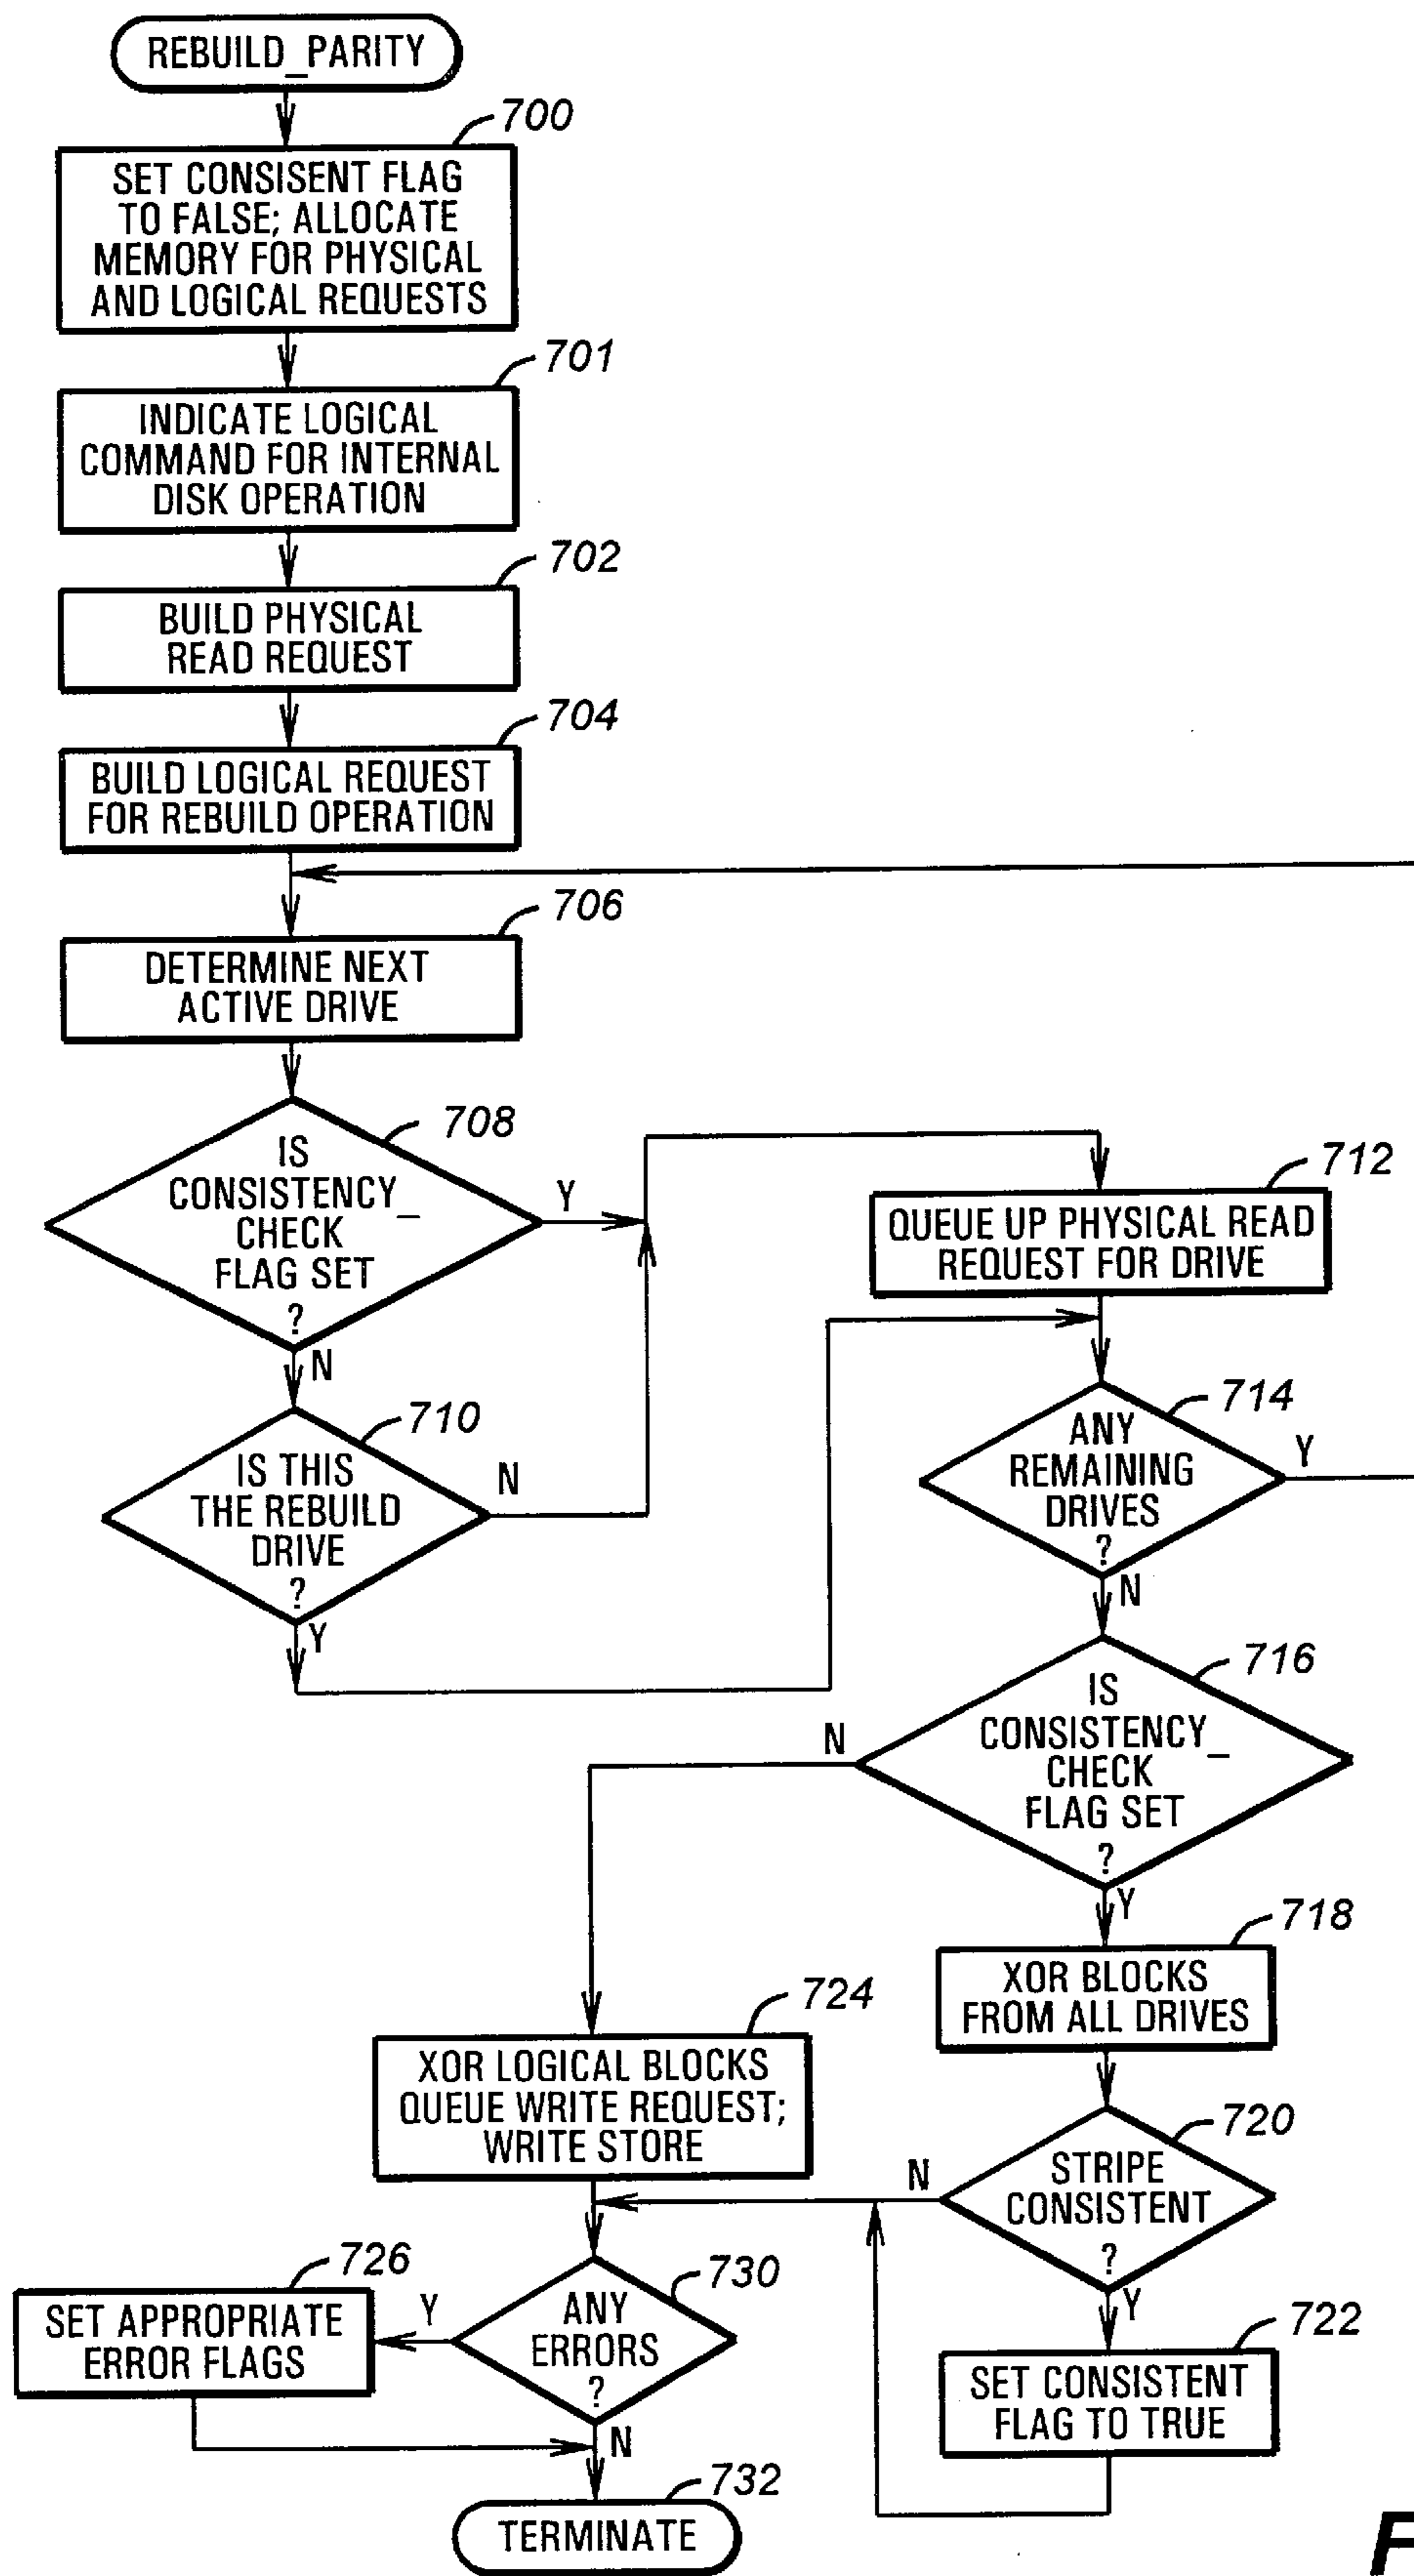 REBUILD_PARITY
700
SET CONSISENT FLAG
TO FALSE; ALLOCATE
MEMORY FOR PHYSICAL
AND LOGICAL REQUESTS
701
INDICATE LOGICAL
COMMAND FOR INTERNAL
DISK OPERATION
702
BUILD PHYSICAL
READ REQUEST
704
BUILD LOGICAL REQUEST
FOR REBUILD OPERATION
706
DETERMINE NEXT
ACTIVE DRIVE
708
IS
CONSISTENCY_
CHECK
FLAG SET
?
Y
N
710
IS THIS
THE REBUILD
DRIVE
?
N
Y
712
QUEUE UP PHYSICAL READ
REQUEST FOR DRIVE
714
ANY
REMAINING
DRIVES
?
Y
N
716
IS
CONSISTENCY_
CHECK
FLAG SET
?
N
Y
718
XOR BLOCKS
FROM ALL DRIVES
724
XOR LOGICAL BLOCKS
QUEUE WRITE REQUEST;
WRITE STORE
720
STRIPE
CONSISTENT
?
N
Y
722
SET CONSISTENT
FLAG TO TRUE
726
SET APPROPRIATE
ERROR FLAGS
730
ANY
ERRORS
?
Y
N
732
TERMINATE
F